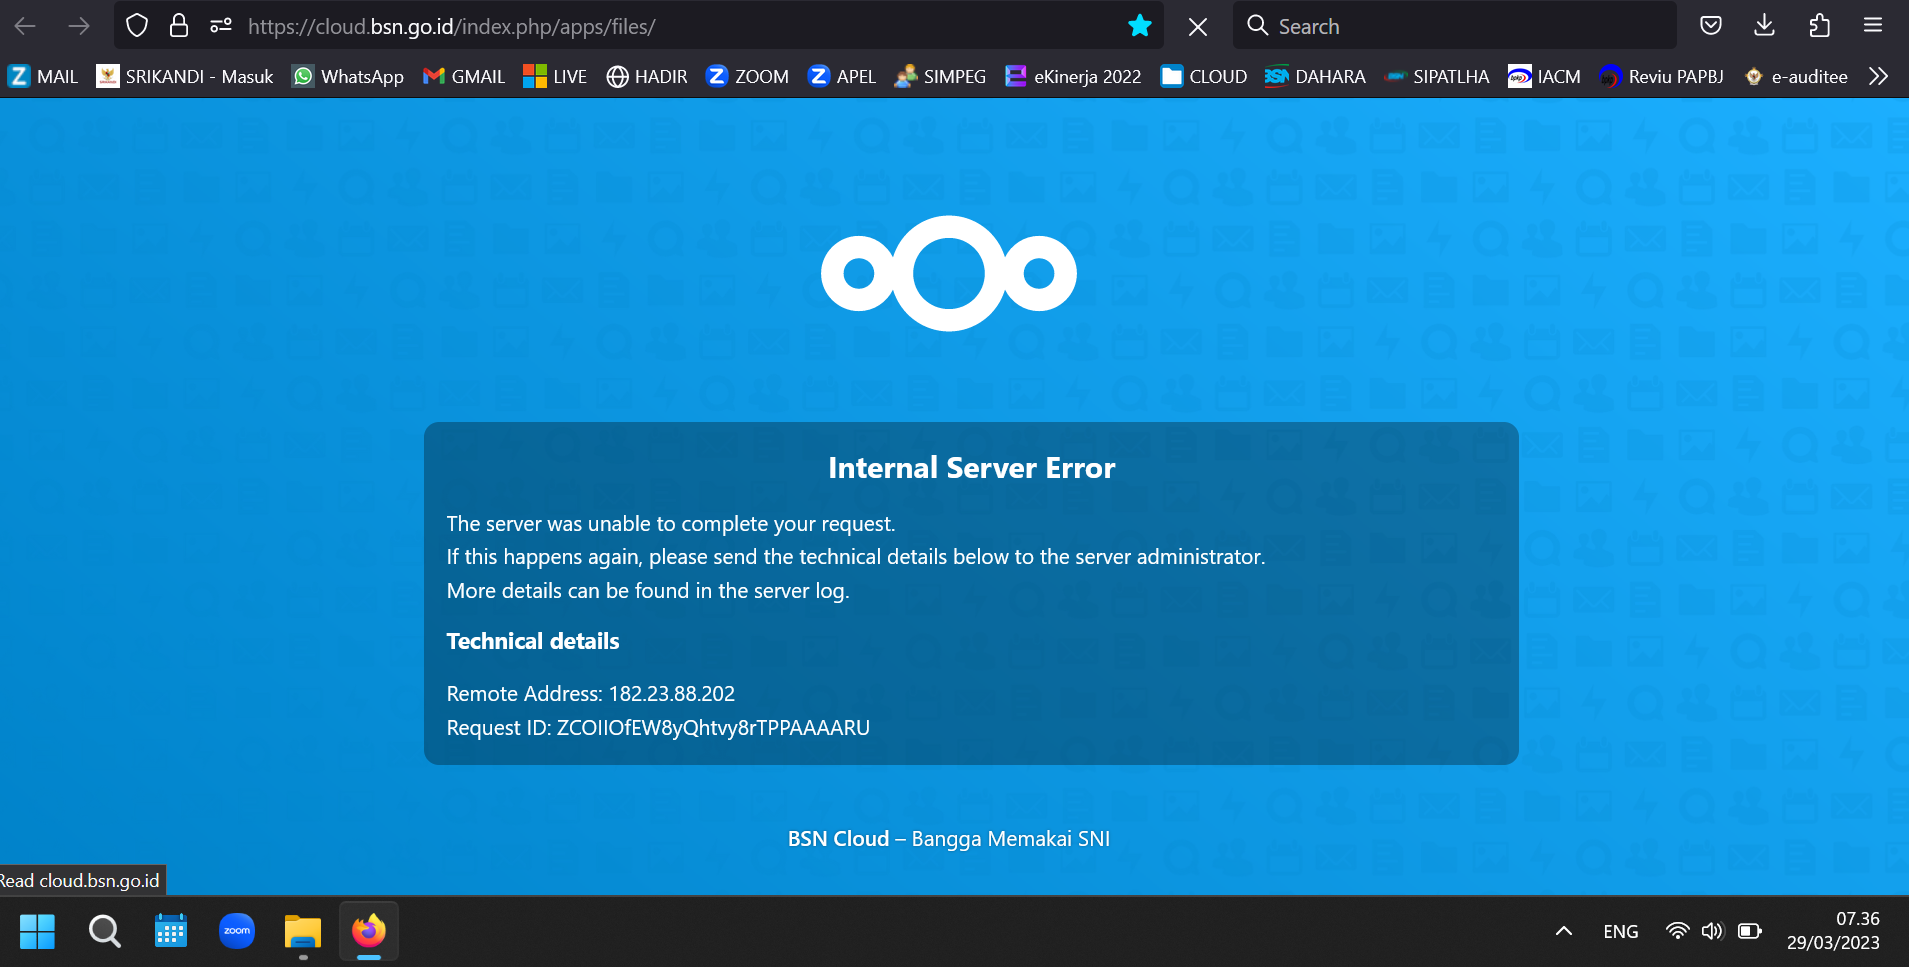 https://cloud.bsn.go.id/index.php/apps/files/
Search
MAIL SRIKANDI - Masuk WhatsApp GMAIL LIVE HADIR ZOOM APEL SIMPEG eKinerja 2022 CLOUD DAHARA SIPATLHA IACM Reviu PAPBJ e-auditee
Internal Server Error
The server was unable to complete your request.
If this happens again, please send the technical details below to the server administrator.
More details can be found in the server log.
Technical details
Remote Address: 182.23.88.202
Request ID: ZCOIIOfEW8yQhtvy8rTPPAAAARU
BSN Cloud – Bangga Memakai SNI
Read cloud.bsn.go.id
zoom
ENG
07.36
29/03/2023